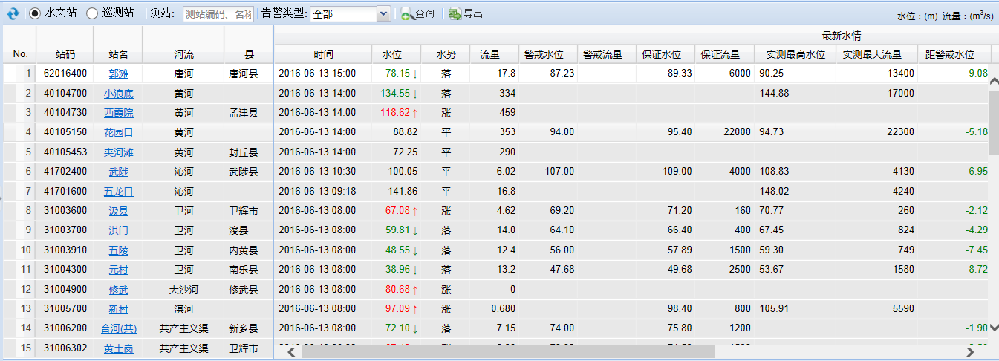 水文站 巡测站 测站: 测站编码、名称 告警类型: 全部 查询 导出 水位：(m) 流量：(m³/s)
最新水情
No. 站码 站名 河流 县 时间 水位 水势 流量 警戒水位 警戒流量 保证水位 保证流量 实测最高水位 实测最大流量 距警戒水位
1 62016400 郭滩 唐河 唐河县 2016-06-13 15:00 78.15 ↓ 落 17.8 87.23 89.33 6000 90.25 13400 -9.08
2 40104700 小浪底 黄河 2016-06-13 14:00 134.55 ↓ 落 334 144.88 17000
3 40104730 西霞院 黄河 孟津县 2016-06-13 14:00 118.62 ↑ 涨 459
4 40105150 花园口 黄河 2016-06-13 14:00 88.82 平 353 94.00 95.40 22000 94.73 22300 -5.18
5 40105453 夹河滩 黄河 封丘县 2016-06-13 14:00 72.25 平 290
6 41702400 武陟 沁河 武陟县 2016-06-13 10:30 100.05 平 6.02 107.00 109.00 4000 108.83 4130 -6.95
7 41701600 五龙口 沁河 2016-06-13 09:18 141.86 平 16.8 148.02 4240
8 31003600 汲县 卫河 卫辉市 2016-06-13 08:00 67.08 ↑ 涨 4.62 69.20 71.20 160 70.77 260 -2.12
9 31003700 淇门 卫河 浚县 2016-06-13 08:00 59.81 ↓ 落 14.0 64.10 66.40 400 67.45 824 -4.29
10 31003910 五陵 卫河 内黄县 2016-06-13 08:00 48.55 ↓ 落 12.4 56.00 57.89 1500 59.30 749 -7.45
11 31004300 元村 卫河 南乐县 2016-06-13 08:00 38.96 ↓ 落 13.2 47.68 49.68 2500 53.67 1580 -8.72
12 31004900 修武 大沙河 修武县 2016-06-13 08:00 80.68 ↑ 涨 0
13 31005700 新村 淇河 2016-06-13 08:00 97.09 ↑ 涨 0.680 98.40 800 105.91 5590
14 31006200 合河(共) 共产主义渠 新乡县 2016-06-13 08:00 72.10 ↓ 落 7.15 74.00 75.80 1200 -1.90
15 31006302 黄土岗 共产主义渠 卫辉市